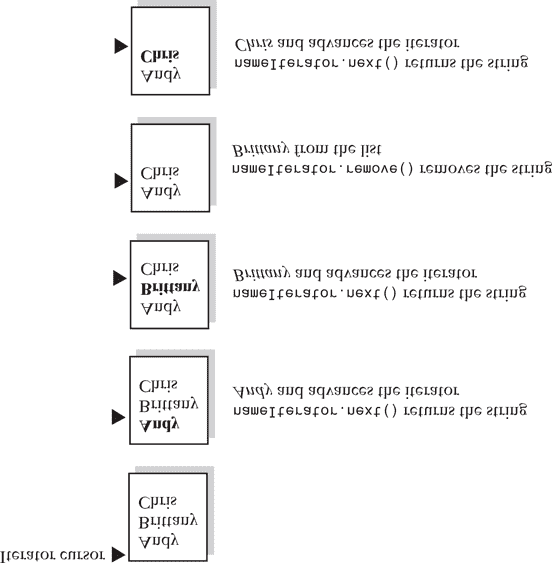 Iterator cursor
Andy
Brittany
Chris
Andy
Brittany
Chris
nameIterator.next() returns the string
Andy and advances the iterator
Andy
Brittany
Chris
nameIterator.next() returns the string
Brittany and advances the iterator
Andy
Chris
nameIterator.remove() removes the string
Brittany from the list
Andy
Chris
nameIterator.next() returns the string
Chris and advances the iterator